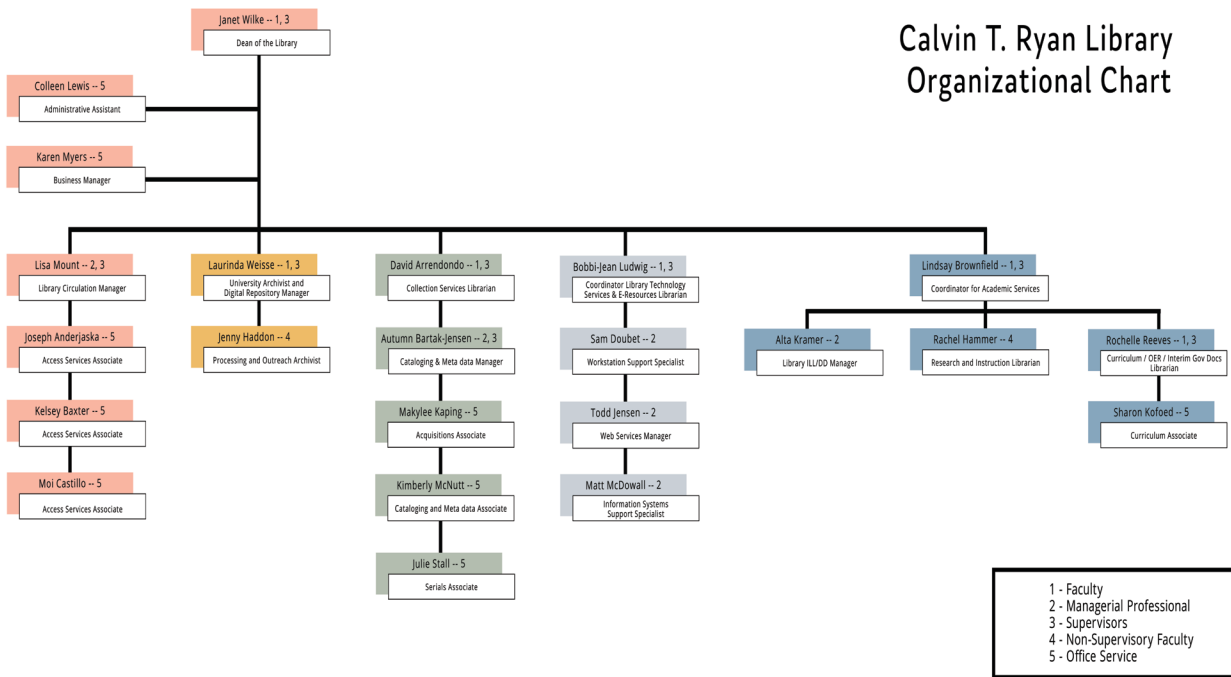 Calvin T. Ryan Library
Organizational Chart
Janet Wilke -- 1, 3
Dean of the Library
Colleen Lewis -- 5
Administrative Assistant
Karen Myers -- 5
Business Manager
Lisa Mount -- 2, 3
Library Circulation Manager
Joseph Anderjaska -- 5
Access Services Associate
Kelsey Baxter -- 5
Access Services Associate
Moi Castillo -- 5
Access Services Associate
Laurinda Weisse -- 1, 3
University Archivist and
Digital Repository Manager
Jenny Haddon -- 4
Processing and Outreach Archivist
David Arrendondo -- 1, 3
Collection Services Librarian
Autumn Bartak-Jensen -- 2, 3
Cataloging & Meta data Manager
Makylee Kaping -- 5
Acquisitions Associate
Kimberly McNutt -- 5
Cataloging and Meta data Associate
Julie Stall -- 5
Serials Associate
Bobbi-Jean Ludwig -- 1, 3
Coordinator Library Technology
Services & E-Resources Librarian
Sam Doubet -- 2
Workstation Support Specialist
Todd Jensen -- 2
Web Services Manager
Matt McDowall -- 2
Information Systems
Support Specialist
Lindsay Brownfield -- 1, 3
Coordinator for Academic Services
Alta Kramer -- 2
Library ILL/DD Manager
Rachel Hammer -- 4
Research and Instruction Librarian
Rochelle Reeves -- 1, 3
Curriculum / OER / Interim Gov Docs
Librarian
Sharon Kofoed -- 5
Curriculum Associate
1 - Faculty
2 - Managerial Professional
3 - Supervisors
4 - Non-Supervisory Faculty
5 - Office Service